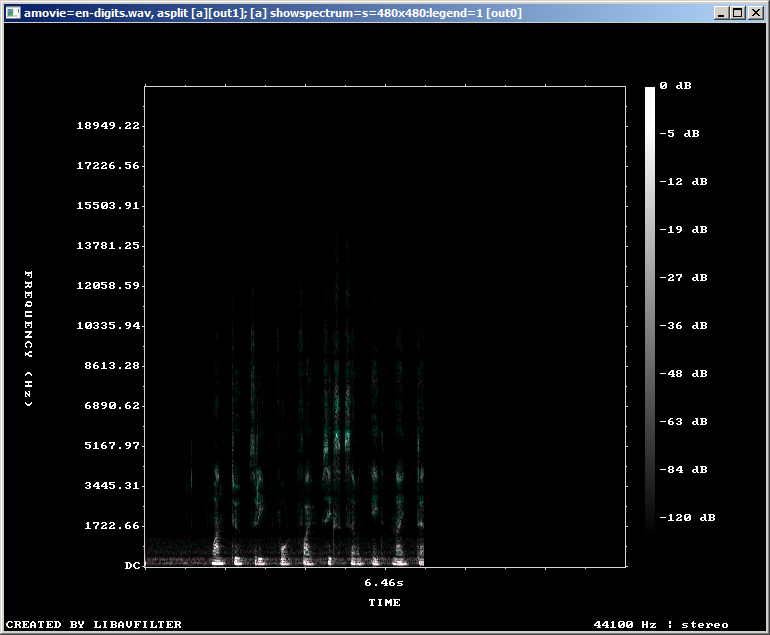 amovie=en-digits.wav, asplit [a][out1]; [a] showspectrum=s=480x480:legend=1 [out0]
0 dB
-5 dB
-12 dB
-19 dB
-27 dB
-36 dB
-48 dB
-63 dB
-84 dB
-120 dB
18949.22
17226.56
15503.91
13781.25
12058.59
10335.94
8613.28
6890.62
5167.97
3445.31
1722.66
DC
FREQUENCY (Hz)
6.46s
TIME
CREATED BY LIBAVFILTER
44100 Hz | stereo